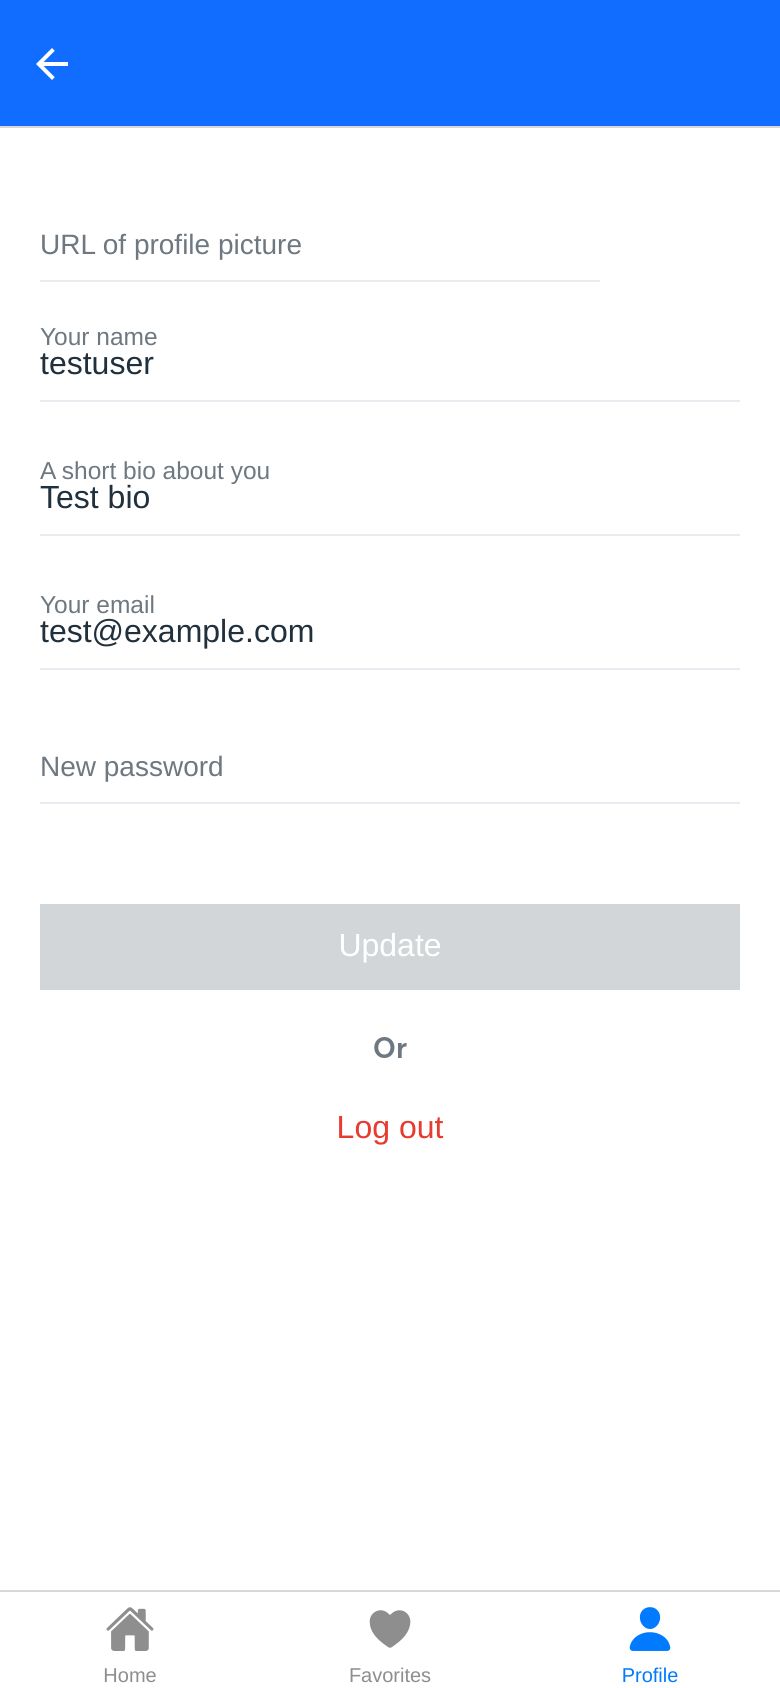 URL of profile picture
Your name
testuser
A short bio about you
Test bio
Your email
test@example.com
New password
Update
Or
Log out
Home
Favorites
Profile